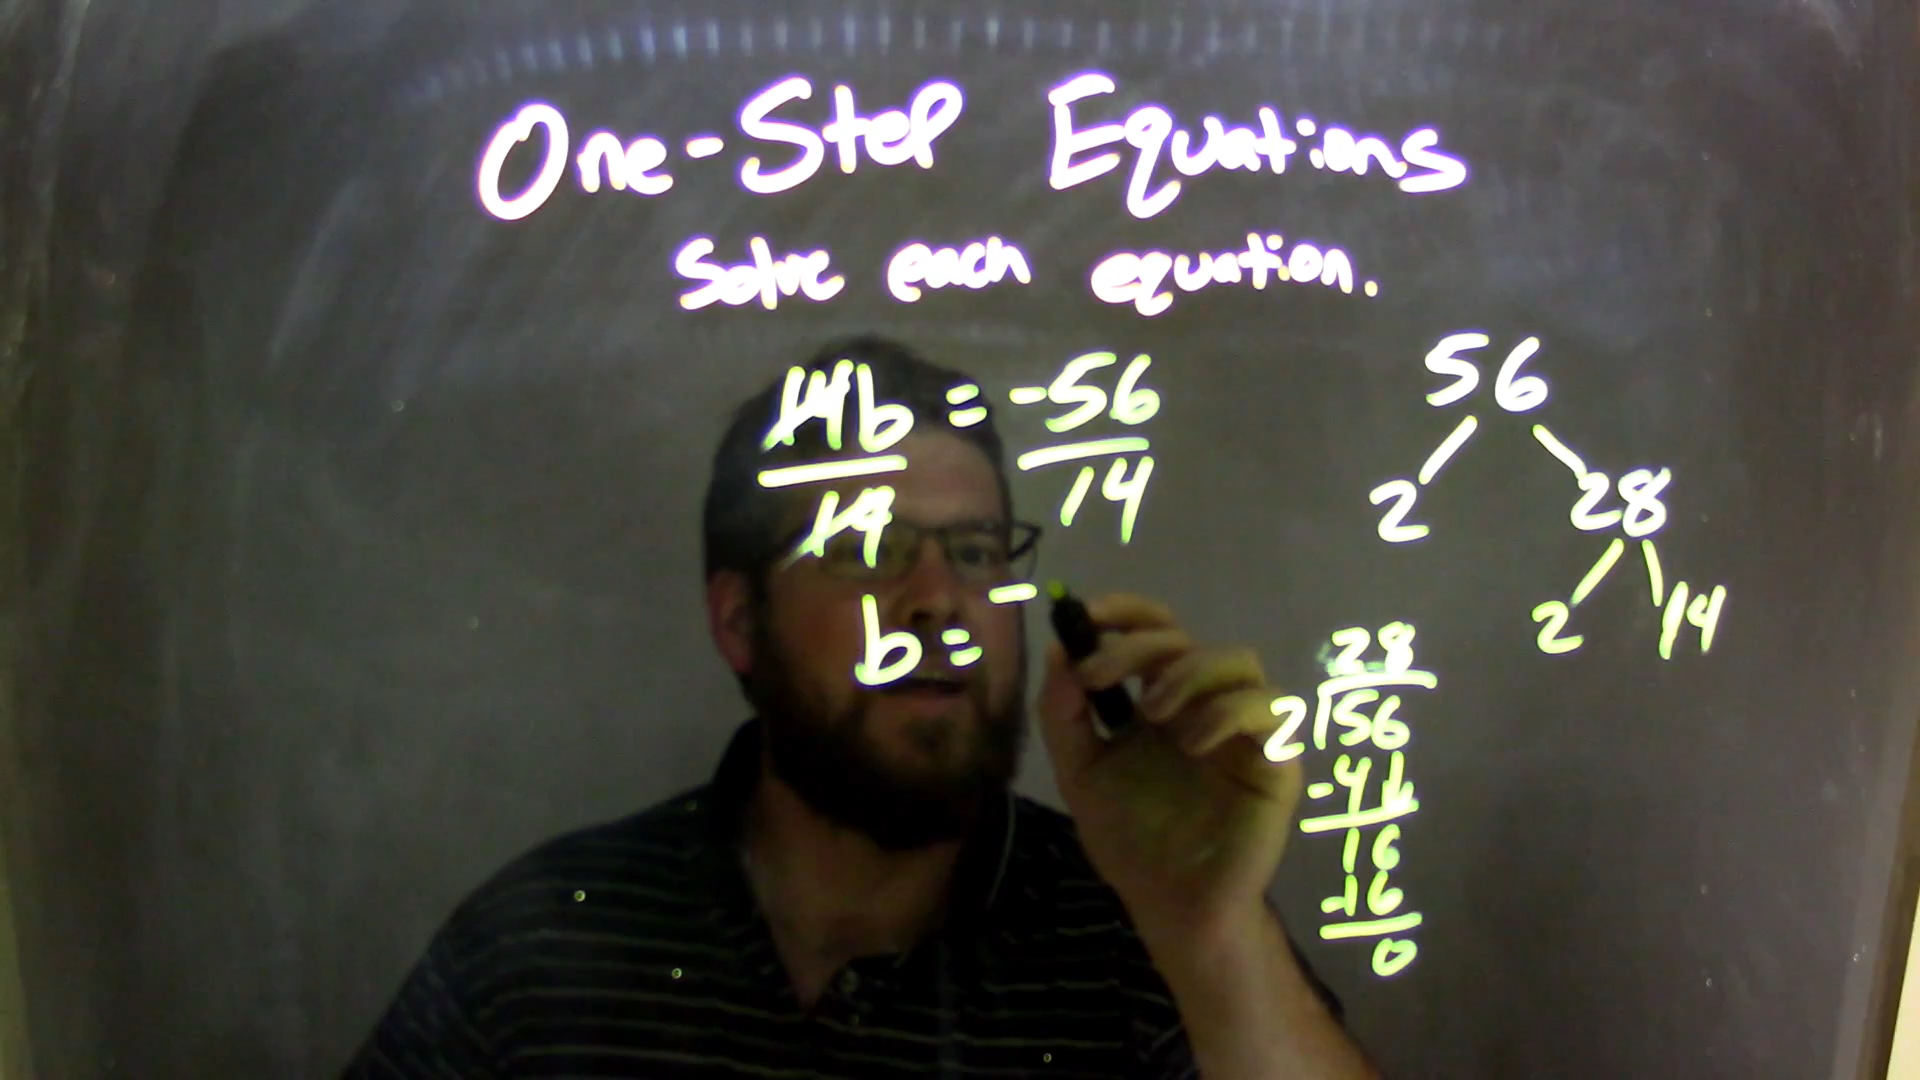 One-Step Equations
Solve each equation.
14b = -56
14 14
b = -
56
2 28
2 14
28
2 56
-4
16
-16
0